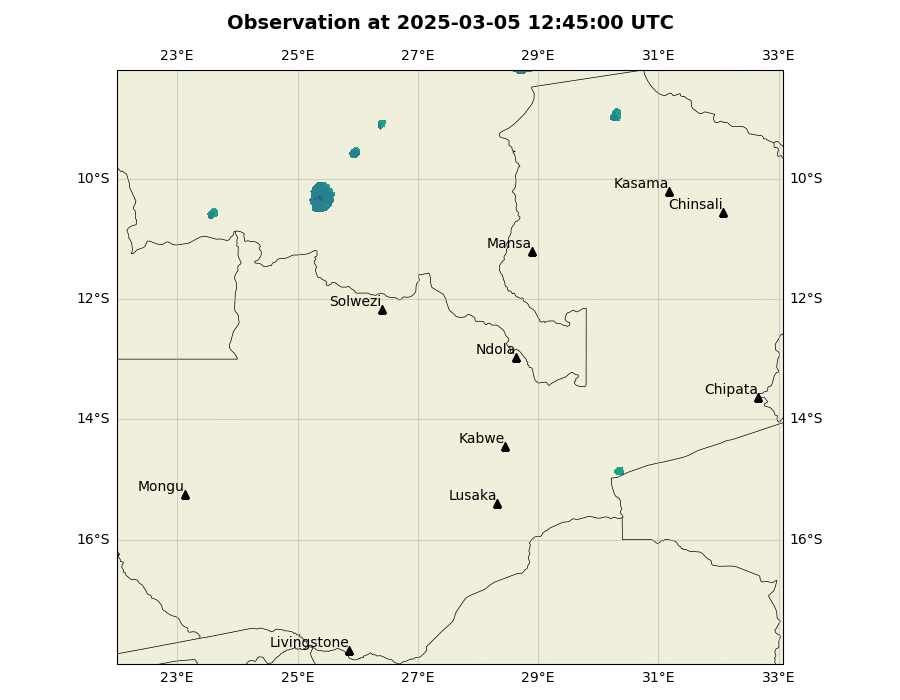 Observation at 2025-03-05 12:45:00 UTC
23°E 25°E 27°E 29°E 31°E 33°E
10°S 10°S
Kasama
Chinsali
Mansa
12°S 12°S
Solwezi
Ndola
Chipata
14°S 14°S
Kabwe
Mongu
Lusaka
16°S 16°S
Livingstone
23°E 25°E 27°E 29°E 31°E 33°E